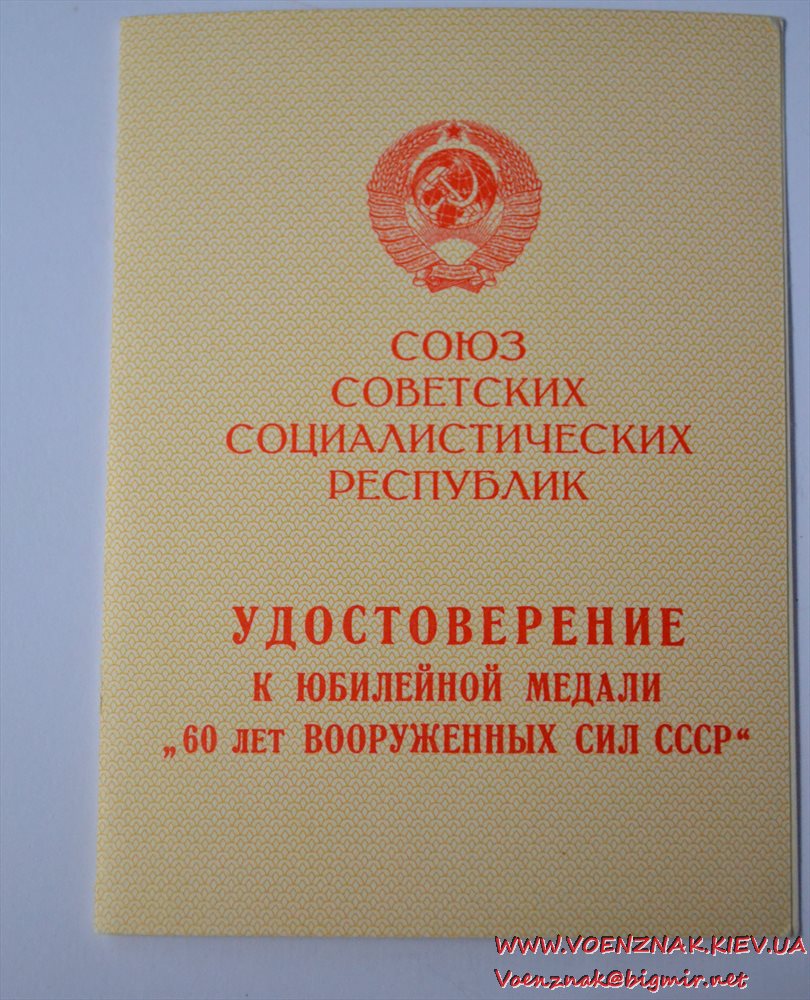 СОЮЗ
СОВЕТСКИХ
СОЦИАЛИСТИЧЕСКИХ
РЕСПУБЛИК
УДОСТОВЕРЕНИЕ
К ЮБИЛЕЙНОЙ МЕДАЛИ
„60 лет ВООРУЖЕННЫХ СИЛ СССР“
WWW.VOENZNAK.KIEV.UA
Voenznak@bigmir.net